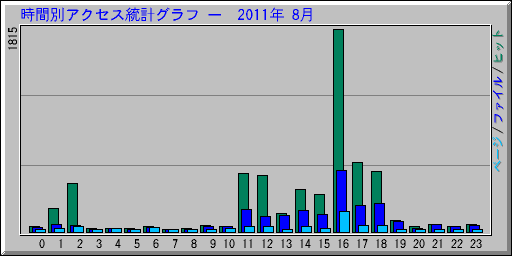 時間別アクセス統計グラフ ー 2011年 8月
1815
ページ/ファイル/ヒット
0 1 2 3 4 5 6 7 8 9 10 11 12 13 14 15 16 17 18 19 20 21 22 23